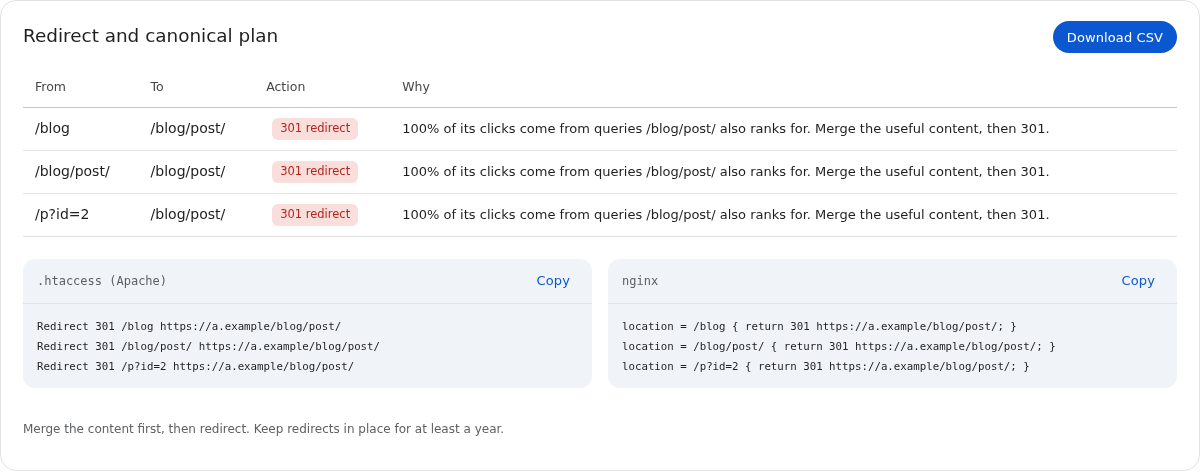 Redirect and canonical plan
Download CSV
From To Action Why
/blog /blog/post/ 301 redirect 100% of its clicks come from queries /blog/post/ also ranks for. Merge the useful content, then 301.
/blog/post/ /blog/post/ 301 redirect 100% of its clicks come from queries /blog/post/ also ranks for. Merge the useful content, then 301.
/p?id=2 /blog/post/ 301 redirect 100% of its clicks come from queries /blog/post/ also ranks for. Merge the useful content, then 301.
.htaccess (Apache) Copy
Redirect 301 /blog https://a.example/blog/post/
Redirect 301 /blog/post/ https://a.example/blog/post/
Redirect 301 /p?id=2 https://a.example/blog/post/
nginx Copy
location = /blog { return 301 https://a.example/blog/post/; }
location = /blog/post/ { return 301 https://a.example/blog/post/; }
location = /p?id=2 { return 301 https://a.example/blog/post/; }
Merge the content first, then redirect. Keep redirects in place for at least a year.